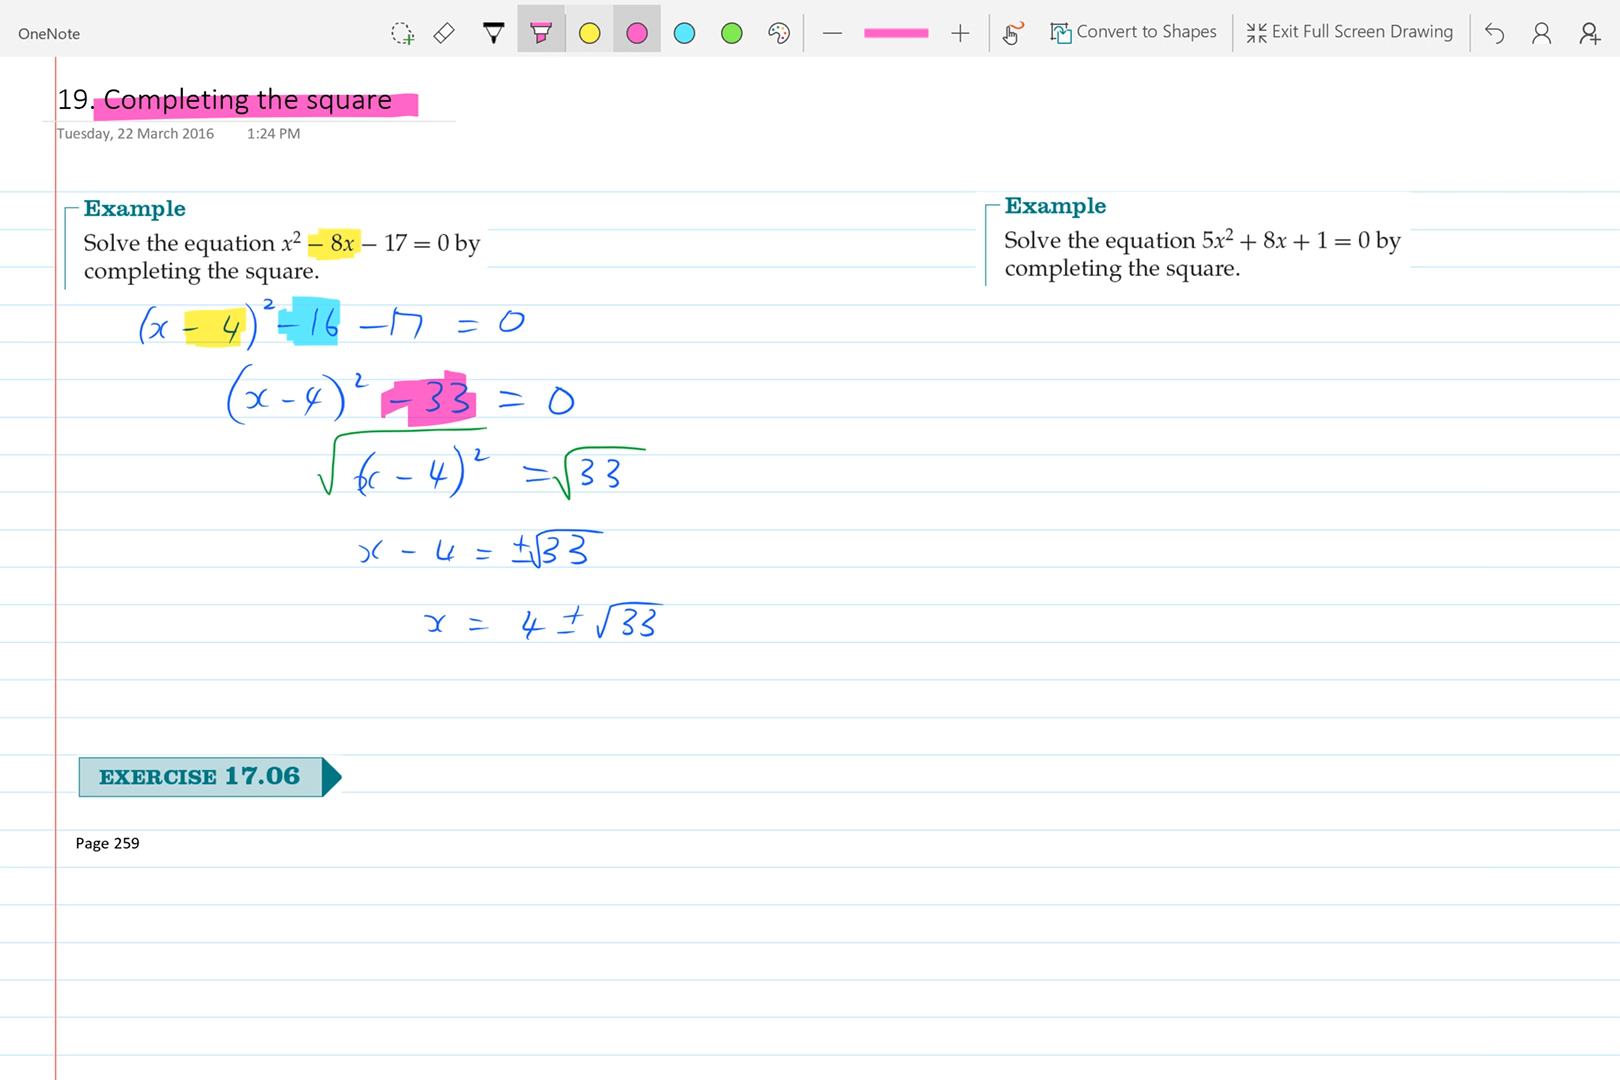 OneNote
Convert to Shapes
Exit Full Screen Drawing
19. Completing the square
Tuesday, 22 March 2016 1:24 PM
Example
Solve the equation x² – 8x – 17 = 0 by
completing the square.
(x - 4)² - 16 - 17 = 0
(x - 4)² - 33 = 0
√(x - 4)² = √33
x - 4 = ±√33
x = 4 ± √33
EXERCISE 17.06
Page 259
Example
Solve the equation 5x² + 8x + 1 = 0 by
completing the square.